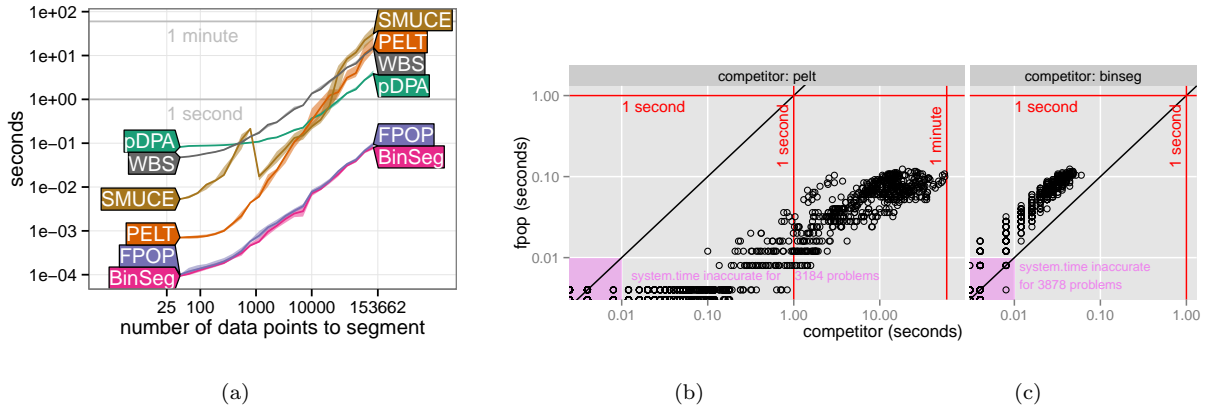 1e+02
1e+01
1e+00
1e−01
1e−02
1e−03
1e−04
seconds
1 minute
1 second
pDPA
WBS
SMUCE
PELT
FPOP
BinSeg
SMUCE
PELT
WBS
pDPA
FPOP
BinSeg
25 100 1000 10000 153662
number of data points to segment
(a)
competitor: pelt
1.00
0.10
0.01
fpop (seconds)
1 second
1 second
1 minute
system.time inaccurate for 3184 problems
0.01 0.10 1.00 10.00
competitor (seconds)
(b)
competitor: binseg
1 second
1 second
system.time inaccurate
for 3878 problems
0.01 0.10 1.00
(c)